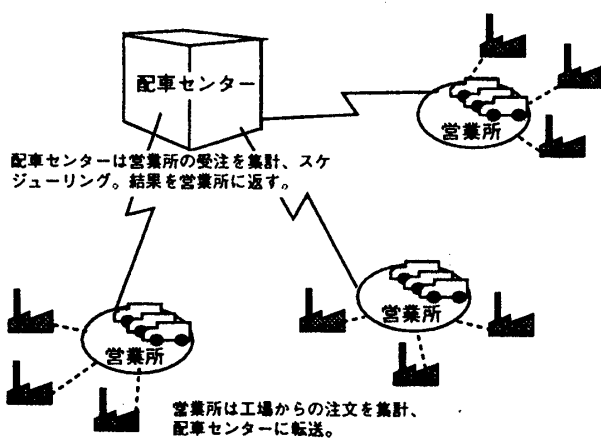 配車センター
営業所
配車センターは営業所の受注を集計、スケ
ジューリング。結果を営業所に返す。
営業所
営業所
営業所は工場からの注文を集計、
配車センターに転送。